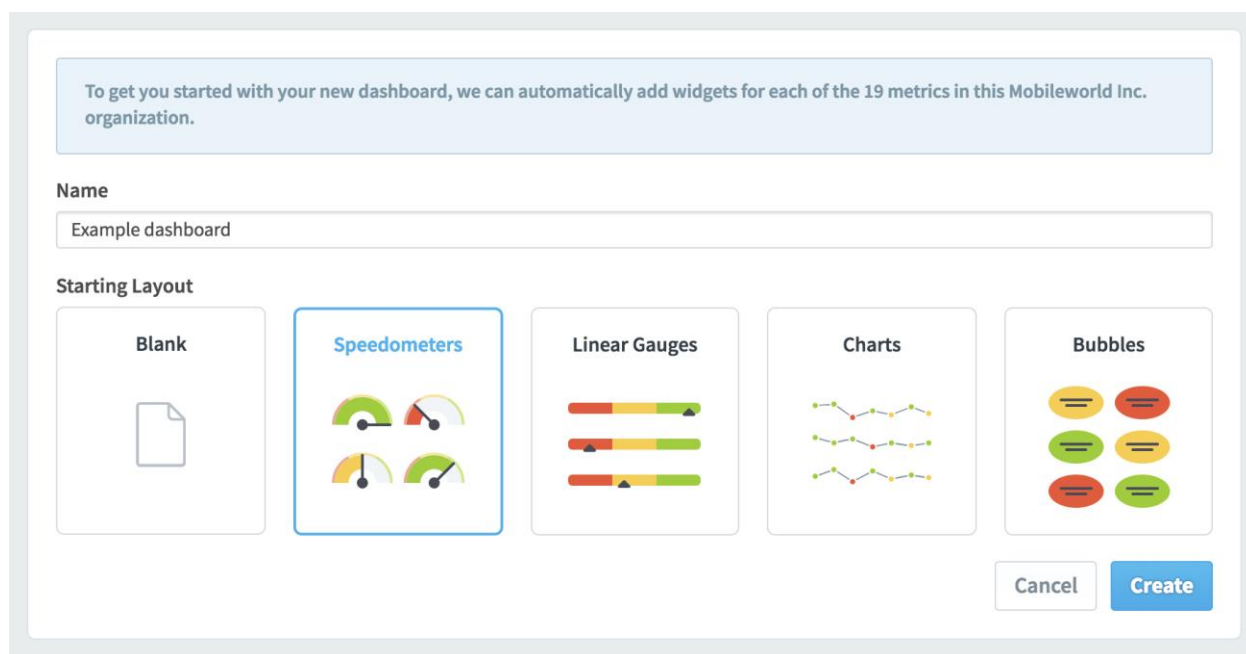 To get you started with your new dashboard, we can automatically add widgets for each of the 19 metrics in this Mobileworld Inc.
organization.
Name
Example dashboard
Starting Layout
Blank
Speedometers
Linear Gauges
Charts
Bubbles
Cancel
Create